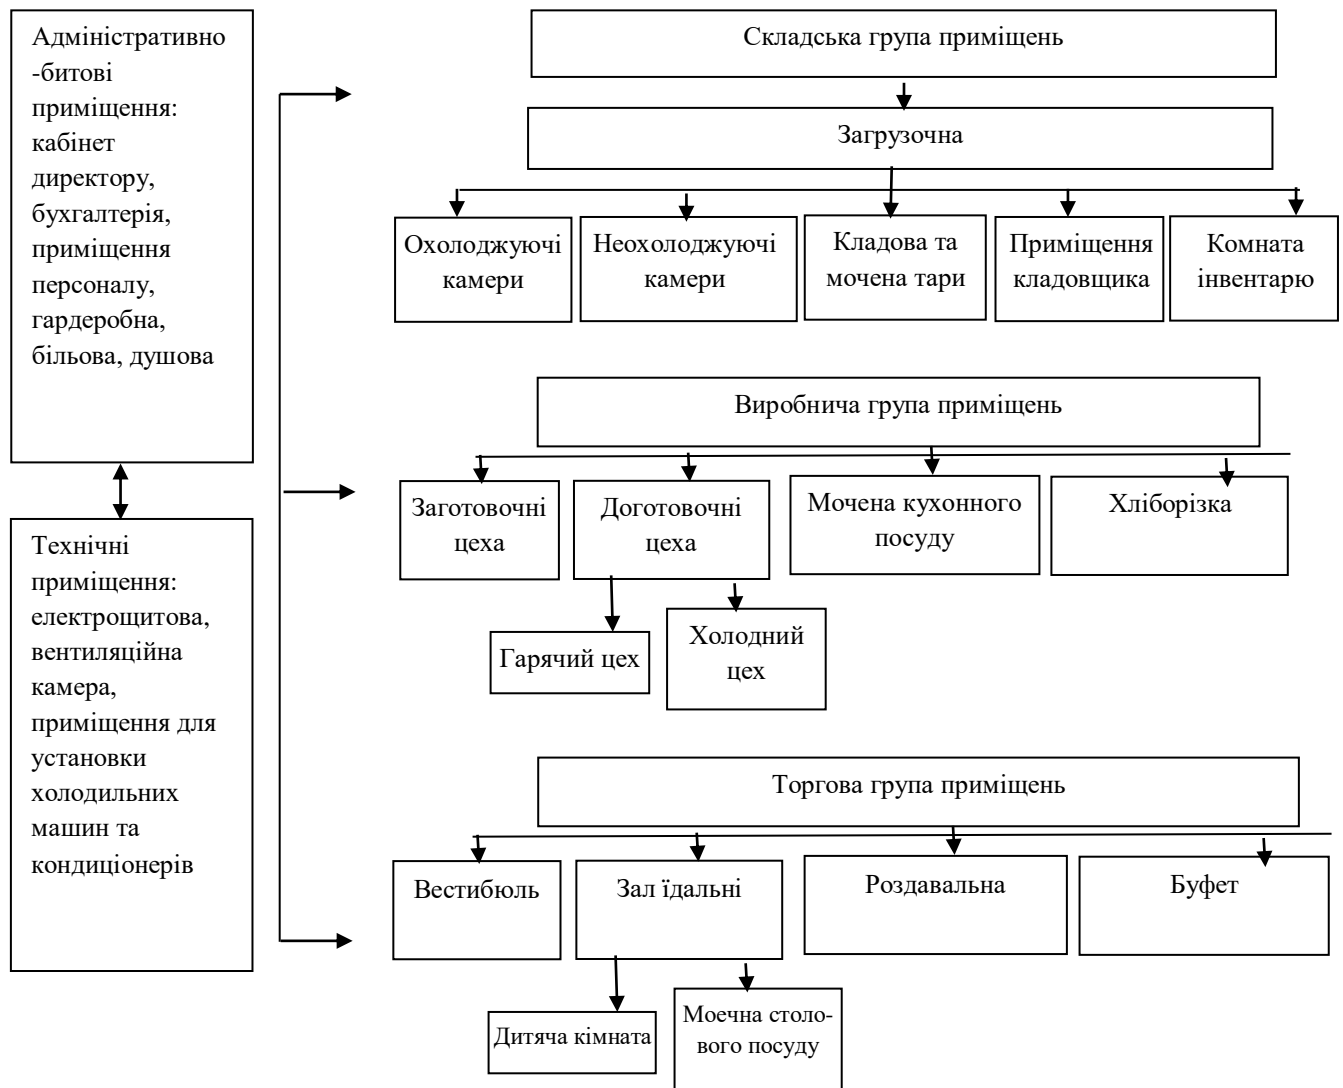 Адміністративно
-битові
приміщення:
кабінет
директору,
бухгалтерія,
приміщення
персоналу,
гардеробна,
більова, душова
Технічні
приміщення:
електрощитова,
вентиляційна
камера,
приміщення для
установки
холодильних
машин та
кондиціонерів
Складська група приміщень
Загрузочна
Охолоджуючі
камери
Неохолоджуючі
камери
Кладова та
мочена тари
Приміщення
кладовщика
Комната
інвентарю
Виробнича група приміщень
Заготовочні
цеха
Доготовочні
цеха
Мочена кухонного
посуду
Хліборізка
Гарячий цех
Холодний
цех
Торгова група приміщень
Вестибюль
Зал їдальні
Роздавальна
Буфет
Дитяча кімната
Моечна столо-
вого посуду